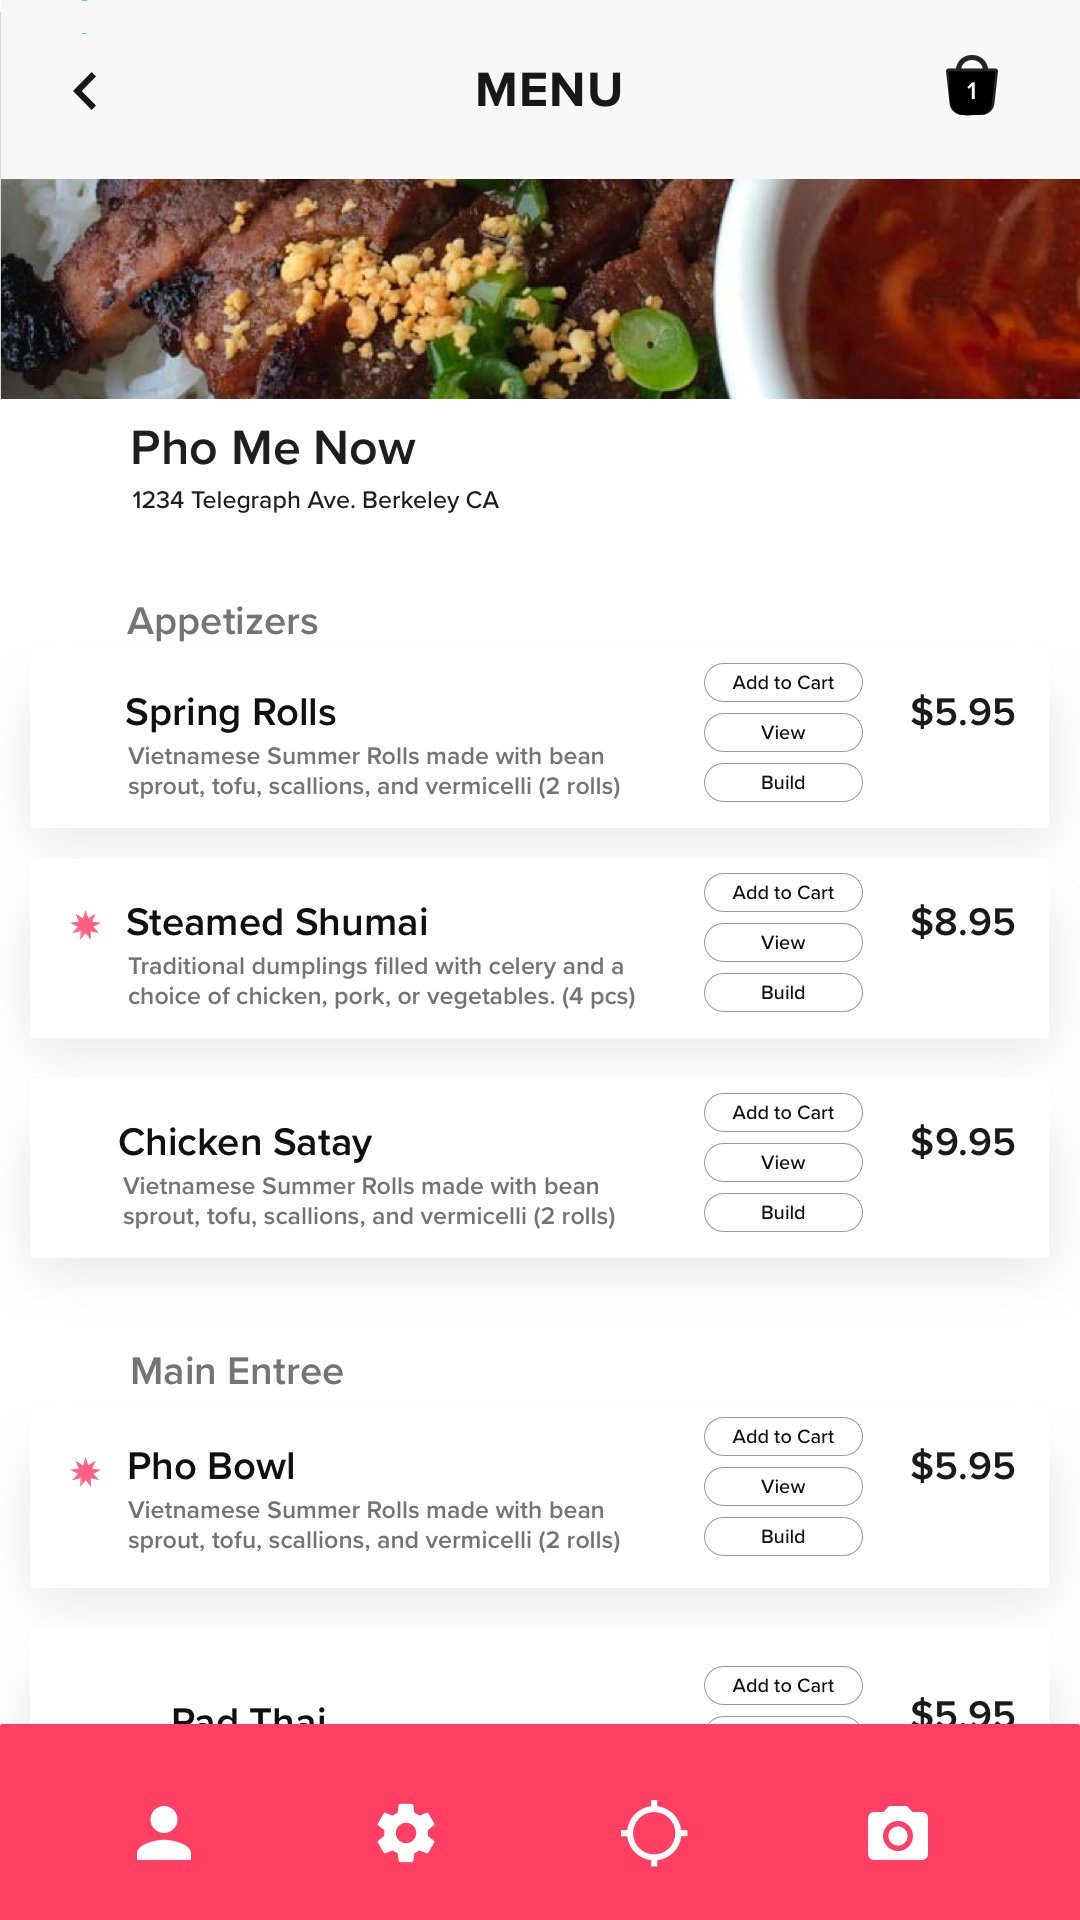 MENU
1
Pho Me Now
1234 Telegraph Ave. Berkeley CA
Appetizers
Add to Cart
Spring Rolls
$5.95
View
Vietnamese Summer Rolls made with bean
sprout, tofu, scallions, and vermicelli (2 rolls)
Build
Add to Cart
Steamed Shumai
$8.95
View
Traditional dumplings filled with celery and a
choice of chicken, pork, or vegetables. (4 pcs)
Build
Add to Cart
Chicken Satay
$9.95
View
Vietnamese Summer Rolls made with bean
sprout, tofu, scallions, and vermicelli (2 rolls)
Build
Main Entree
Add to Cart
Pho Bowl
$5.95
View
Vietnamese Summer Rolls made with bean
sprout, tofu, scallions, and vermicelli (2 rolls)
Build
Add to Cart
Pad Thai
$5.95